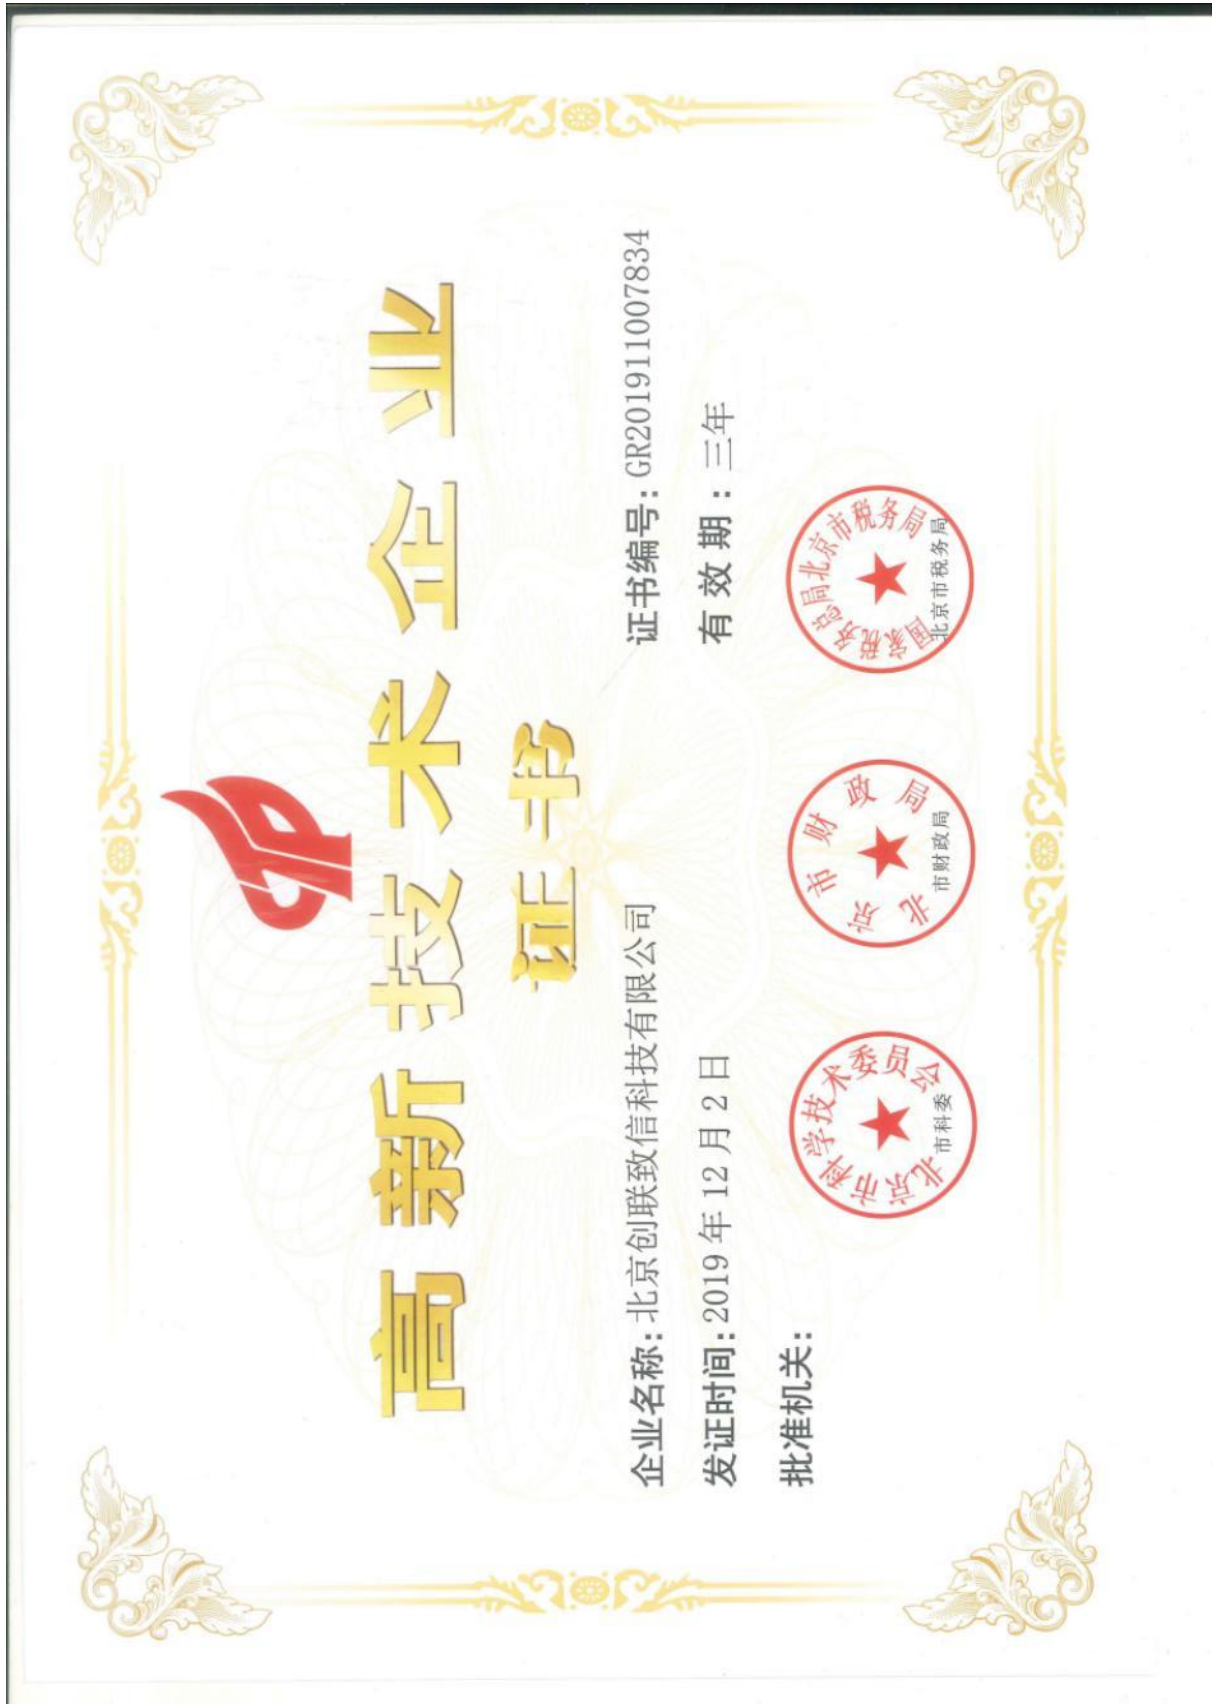 高新技术企业
证书
企业名称：北京创联致信科技有限公司
证书编号：GR201911007834
发证时间：2019年12月2日
有效期：三年
批准机关：
北京市科学技术委员会
市科委
北京市财政局
市财政局
国家税务总局北京市税务局
北京市税务局